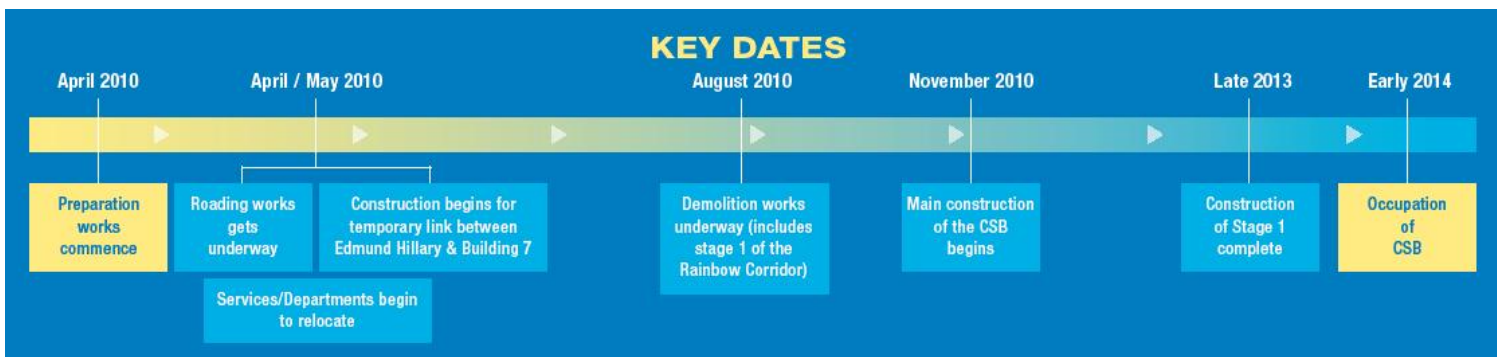 KEY DATES
April 2010
April / May 2010
August 2010
November 2010
Late 2013
Early 2014
Preparation
works
commence
Roading works
gets
underway
Construction begins for
temporary link between
Edmund Hillary & Building 7
Services/Departments begin
to relocate
Demolition works
underway (includes
stage 1 of the
Rainbow Corridor)
Main construction
of the CSB
begins
Construction
of Stage 1
complete
Occupation
of
CSB